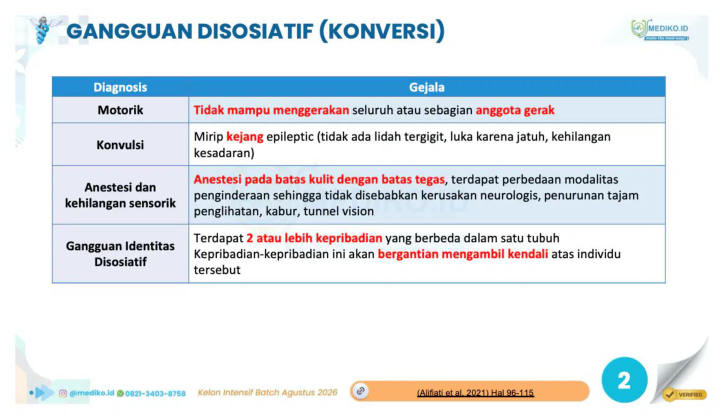 GANGGUAN DISOSIATIF (KONVERSI)
MEDIKO.ID
Diagnosis
Gejala
Motorik
Tidak mampu menggerakan seluruh atau sebagian anggota gerak
Konvulsi
Mirip kejang epileptic (tidak ada lidah tergigit, luka karena jatuh, kehilangan
kesadaran)
Anestesi dan
kehilangan sensorik
Anestesi pada batas kulit dengan batas tegas, terdapat perbedaan modalitas
penginderaan sehingga tidak disebabkan kerusakan neurologis, penurunan tajam
penglihatan, kabur, tunnel vision
Gangguan Identitas
Disosiatif
Terdapat 2 atau lebih kepribadian yang berbeda dalam satu tubuh
Kepribadian-kepribadian ini akan bergantian mengambil kendali atas individu
tersebut
@mediko.id 0821-3403-8758
Kelon Intensif Batch Agustus 2026
(Alifiati et al, 2021) Hal 96-115
2
VERIFIED